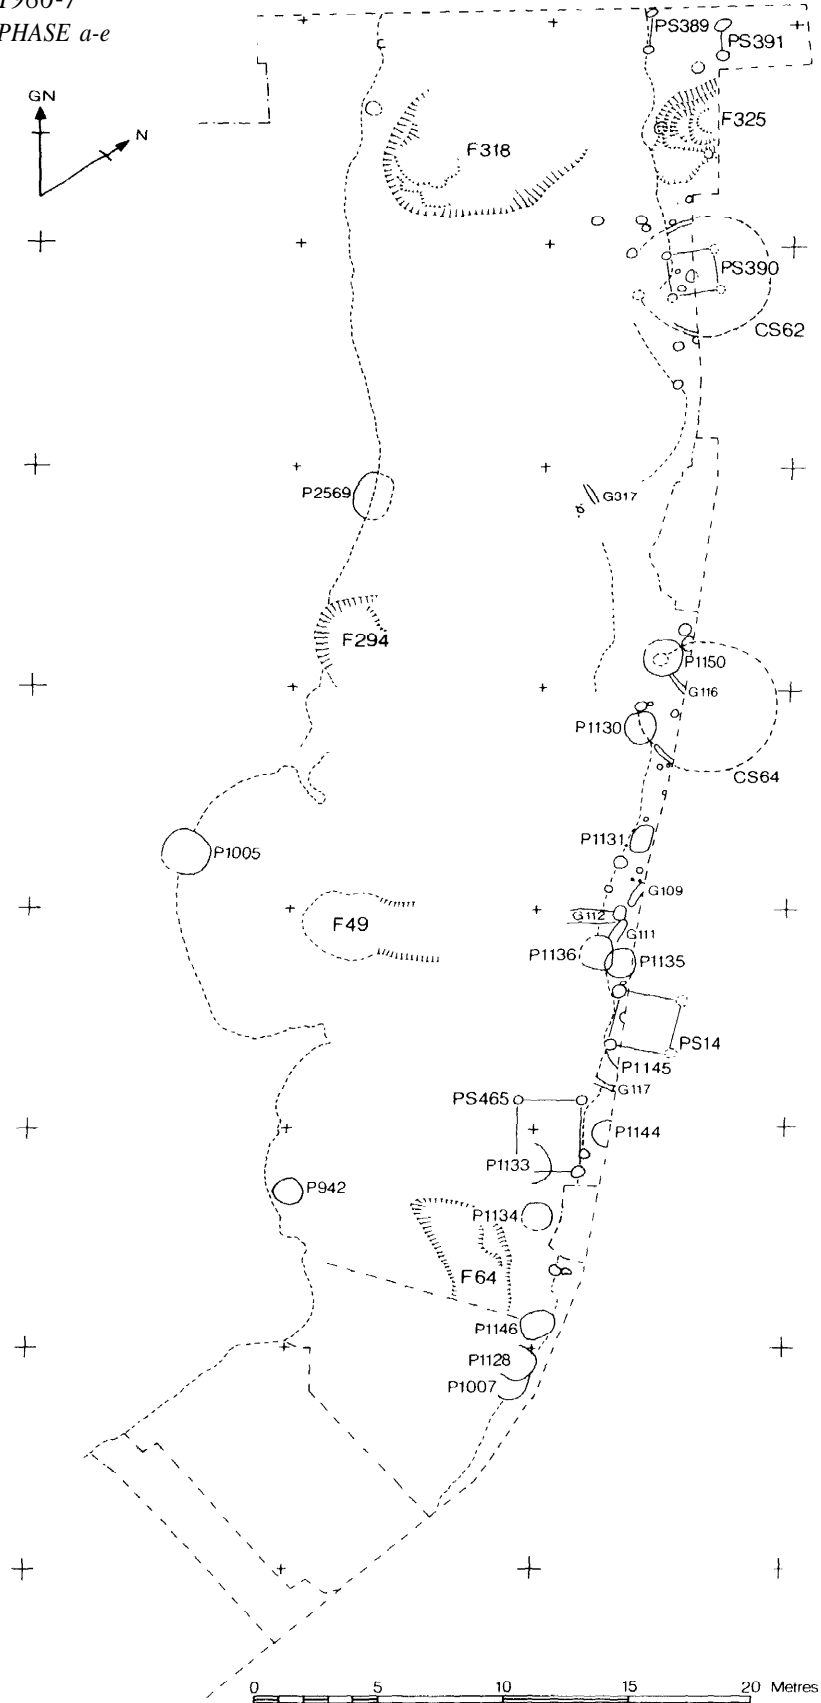 1980-7
PHASE a-e
GN
N
PS389
PS391
F325
F318
PS390
CS62
P2569
G317
F294
P1150
G116
P1130
CS64
P1131
P1005
G109
G112
F49
G111
P1136
P1135
PS14
P1145
G117
PS465
P1144
P1133
P942
P1134
F64
P1146
P1128
P1007
0 5 10 15 20 Metres